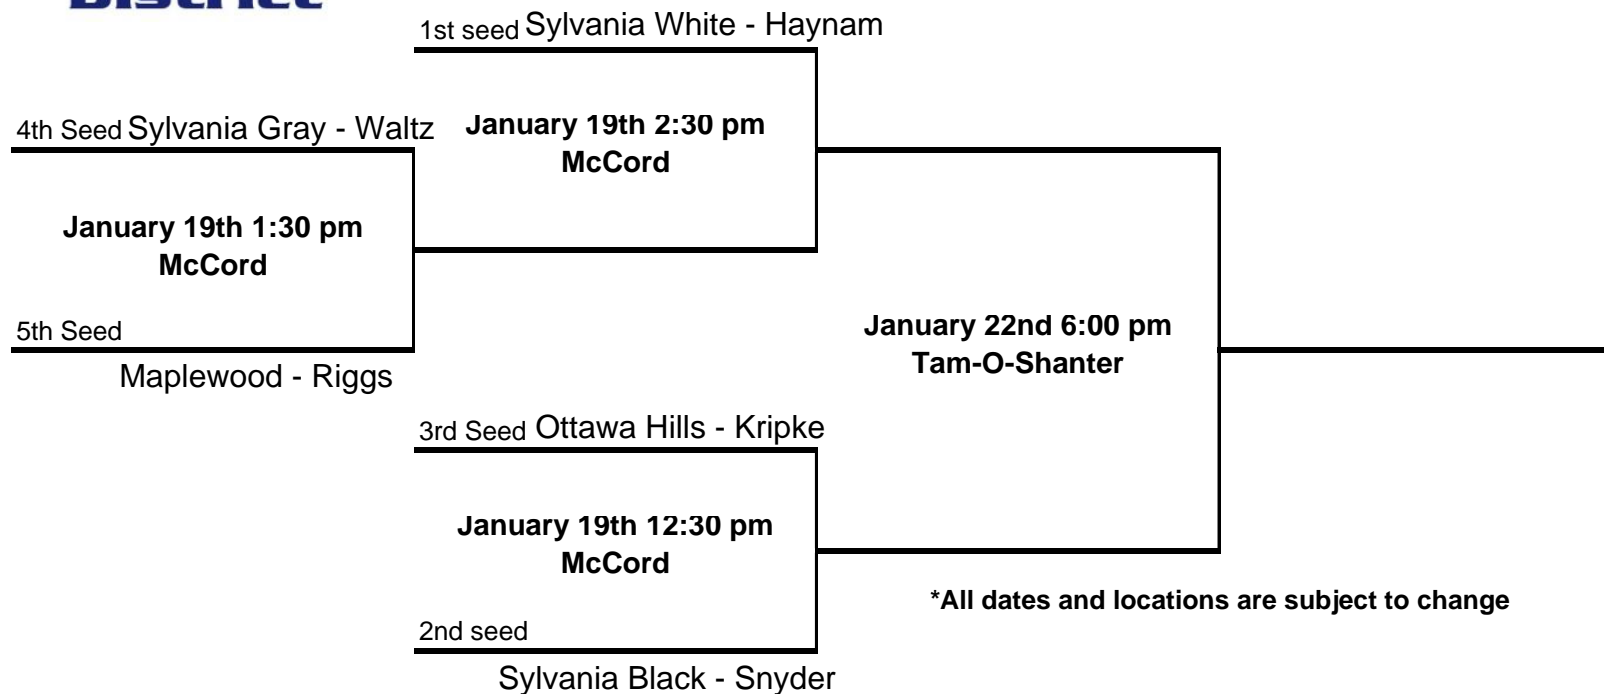 District
1st seed Sylvania White - Haynam
4th Seed Sylvania Gray - Waltz
January 19th 2:30 pm
McCord
January 19th 1:30 pm
McCord
5th Seed
Maplewood - Riggs
January 22nd 6:00 pm
Tam-O-Shanter
3rd Seed Ottawa Hills - Kripke
January 19th 12:30 pm
McCord
*All dates and locations are subject to change
2nd seed
Sylvania Black - Snyder